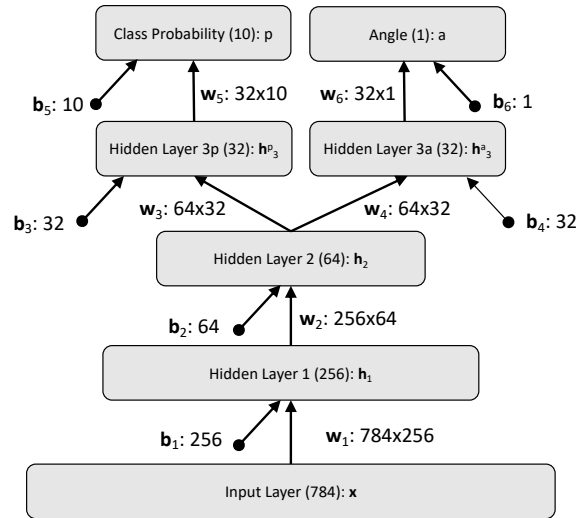 Class Probability (10): p
Angle (1): a
b₅: 10
w₅: 32x10
w₆: 32x1
b₆: 1
Hidden Layer 3p (32): hᵖ₃
Hidden Layer 3a (32): hᵃ₃
b₃: 32
w₃: 64x32
w₄: 64x32
b₄: 32
Hidden Layer 2 (64): h₂
b₂: 64
w₂: 256x64
Hidden Layer 1 (256): h₁
b₁: 256
w₁: 784x256
Input Layer (784): x